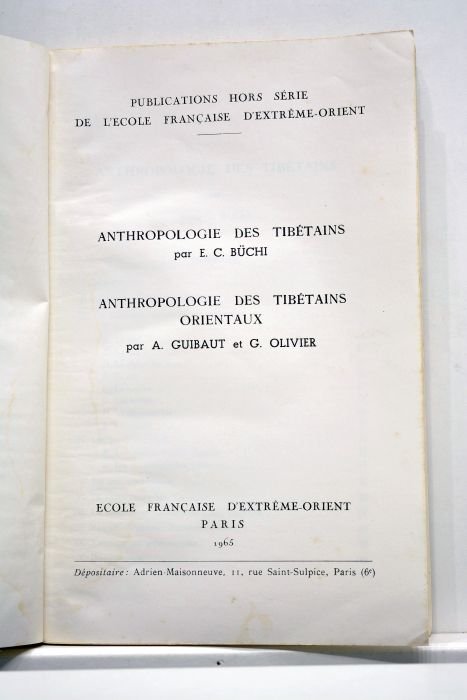 PUBLICATIONS HORS SÉRIE
DE L'ECOLE FRANÇAISE D'EXTRÊME-ORIENT
ANTHROPOLOGIE DES TIBÉTAINS
par E. C. BÜCHI
ANTHROPOLOGIE DES TIBÉTAINS
ORIENTAUX
par A. GUIBAUT et G. OLIVIER
ECOLE FRANÇAISE D'EXTRÊME-ORIENT
PARIS
1965
Dépositaire : Adrien-Maisonneuve, 11, rue Saint-Sulpice, Paris (6e)